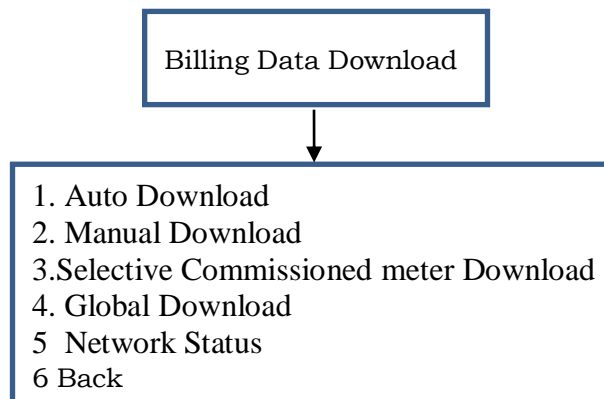 Billing Data Download
1. Auto Download
2. Manual Download
3.Selective Commissioned meter Download
4. Global Download
5 Network Status
6 Back